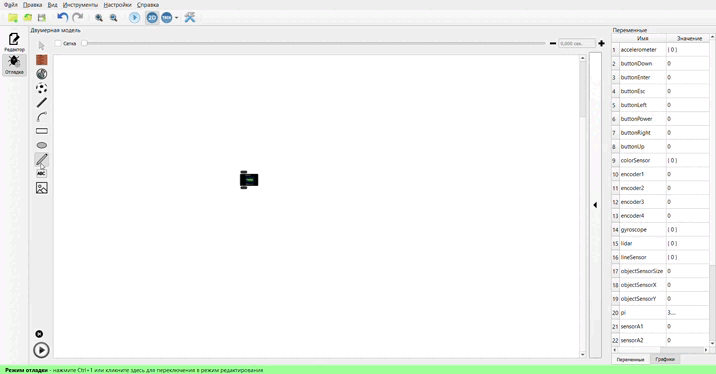 Файл Правка Вид Инструменты Настройки Справка
2D
Двумерная модель
Сетка
0,000 сек.
Редактор
Отладка
ABC
Переменные
Имя Значение
1 accelerometer ( 0 )
2 buttonDown 0
3 buttonEnter 0
4 buttonEsc 0
5 buttonLeft 0
6 buttonPower 0
7 buttonRight 0
8 buttonUp 0
9 colorSensor ( 0 )
10 encoder1 0
11 encoder2 0
12 encoder3 0
13 encoder4 0
14 gyroscope ( 0 )
15 lidar ( 0 )
16 lineSensor ( 0 )
17 objectSensorSize 0
18 objectSensorX 0
19 objectSensorY 0
20 pi 3...
21 sensorA1 0
22 sensorA2 0
Переменные Графики
Режим отладки - нажмите Ctrl+1 или кликните здесь для переключения в режим редактирования